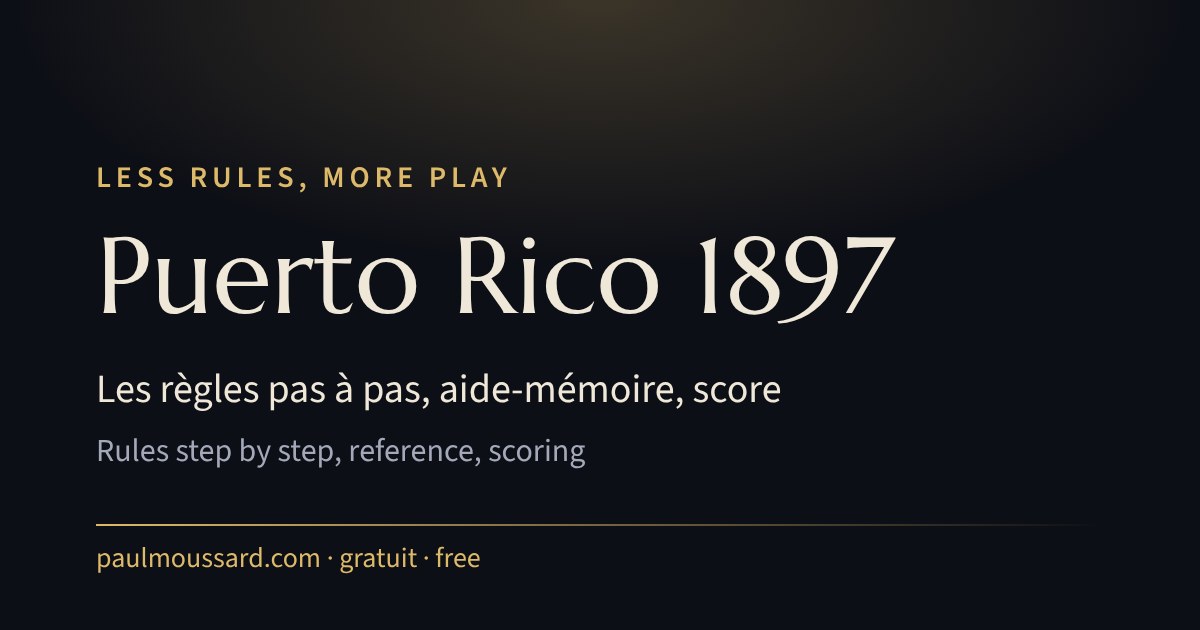 LESS RULES, MORE PLAY
Puerto Rico 1897
Les règles pas à pas, aide-mémoire, score
Rules step by step, reference, scoring
paulmoussard.com · gratuit · free